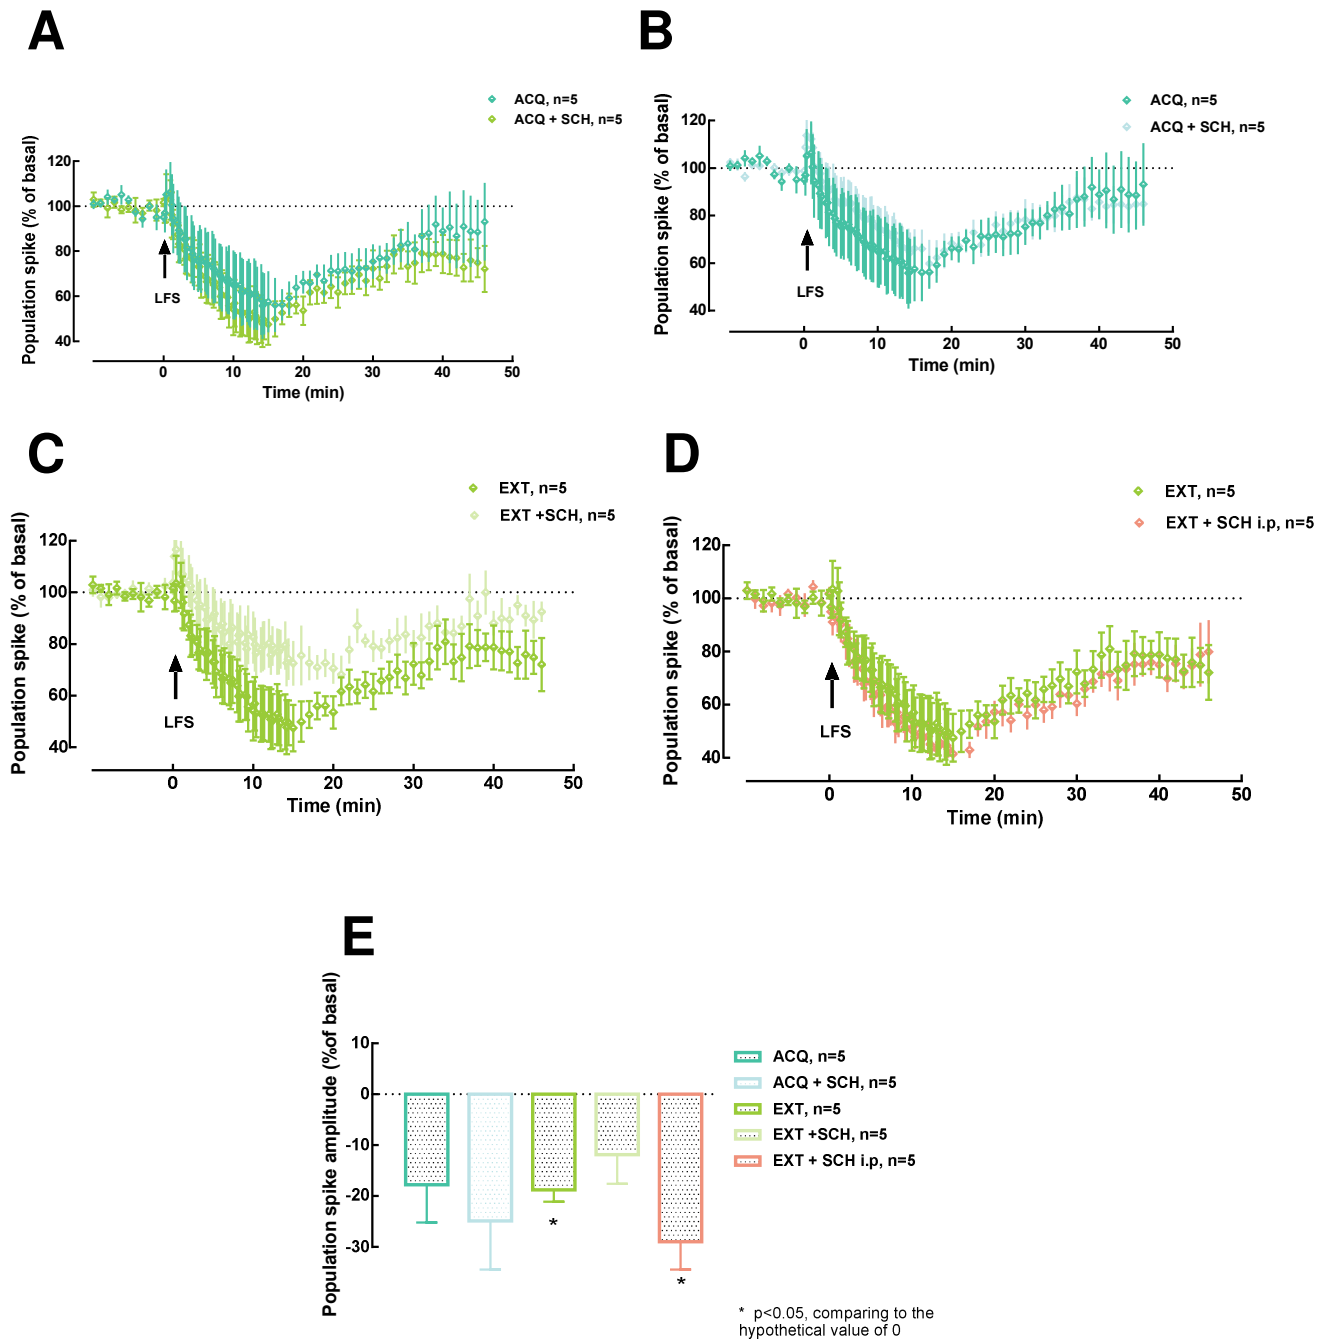 A
ACQ, n=5
ACQ + SCH, n=5
Population spike (% of basal)
120
100
80
60
40
LFS
0
10
20
30
40
50
Time (min)
B
ACQ, n=5
ACQ + SCH, n=5
Population spike (% of basal)
120
100
80
60
40
LFS
0
10
20
30
40
50
Time (min)
C
EXT, n=5
EXT +SCH, n=5
Population spike (% of basal)
120
100
80
60
40
LFS
0
10
20
30
40
50
Time (min)
D
EXT, n=5
EXT + SCH i.p, n=5
Population spike (% of basal)
120
100
80
60
40
LFS
0
10
20
30
40
50
Time (min)
E
Population spike amplitude (%of basal)
10
0
-10
-20
-30
*
*
ACQ, n=5
ACQ + SCH, n=5
EXT, n=5
EXT +SCH, n=5
EXT + SCH i.p, n=5
* p<0.05, comparing to the
hypothetical value of 0